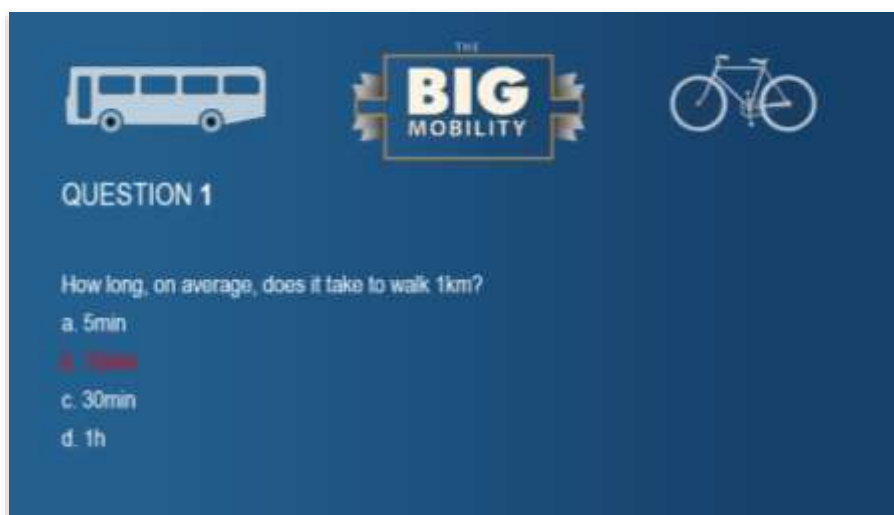 THE
BIG
MOBILITY
QUESTION 1
How long, on average, does it take to walk 1km?
a. 5min
c. 30min
d. 1h